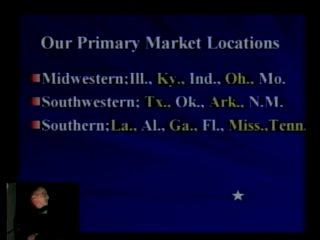 Our Primary Market Locations
Midwestern;Ill., Ky., Ind., Oh., Mo.
Southwestern; Tx., Ok., Ark., N.M.
Southern;La., Al., Ga., Fl., Miss.,Tenn.